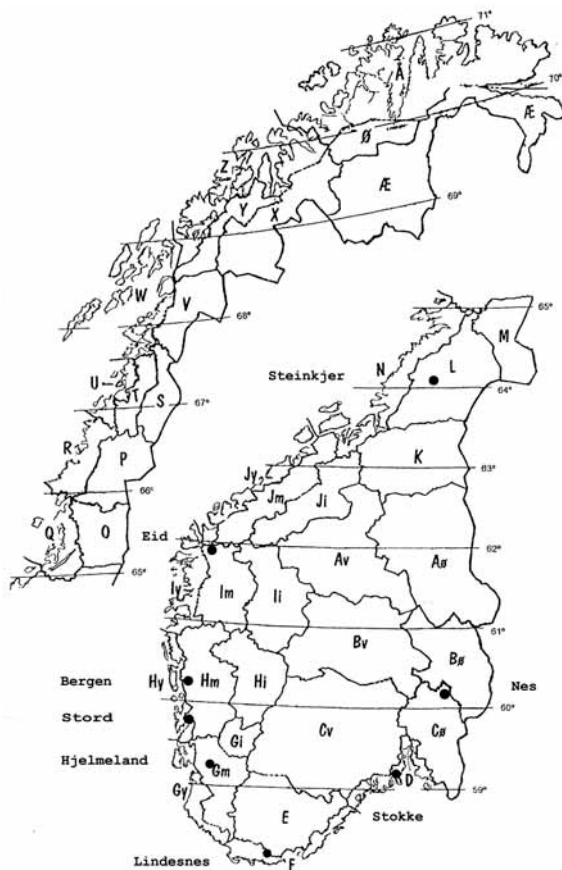 71°
70°
Å
Æ
Ø
Z
Æ
Y
X
69°
W
V
68°
65°
M
N
L
Steinkjer
64°
U
T
S
67°
R
P
K
63°
Jy
Jm
Ji
66°
Q
O
Eid
62°
65°
Av
Aø
Iy
Im
Ii
61°
Bv
Bø
Bergen
Hy
Hm
Hi
Nes
60°
Stord
Cv
Cø
Gi
Hjelmeland
Gm
D
59°
Gy
E
Stokke
Lindesnes
F